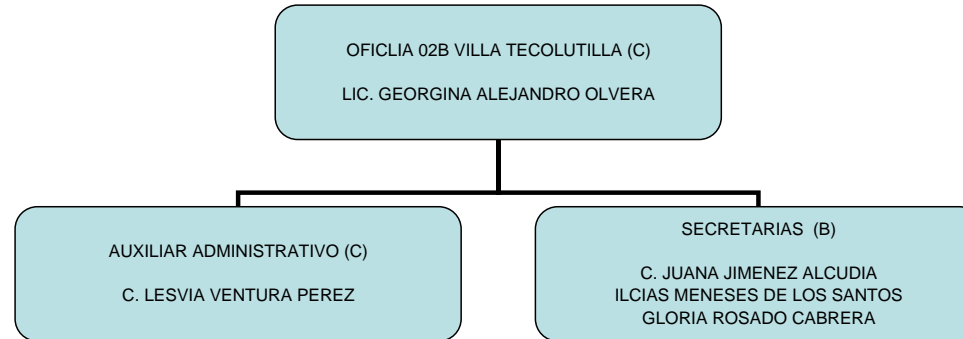 OFICLIA 02B VILLA TECOLUTILLA (C)
LIC. GEORGINA ALEJANDRO OLVERA
AUXILIAR ADMINISTRATIVO (C)
C. LESVIA VENTURA PEREZ
SECRETARIAS (B)
C. JUANA JIMENEZ ALCUDIA
ILCIAS MENESES DE LOS SANTOS
GLORIA ROSADO CABRERA